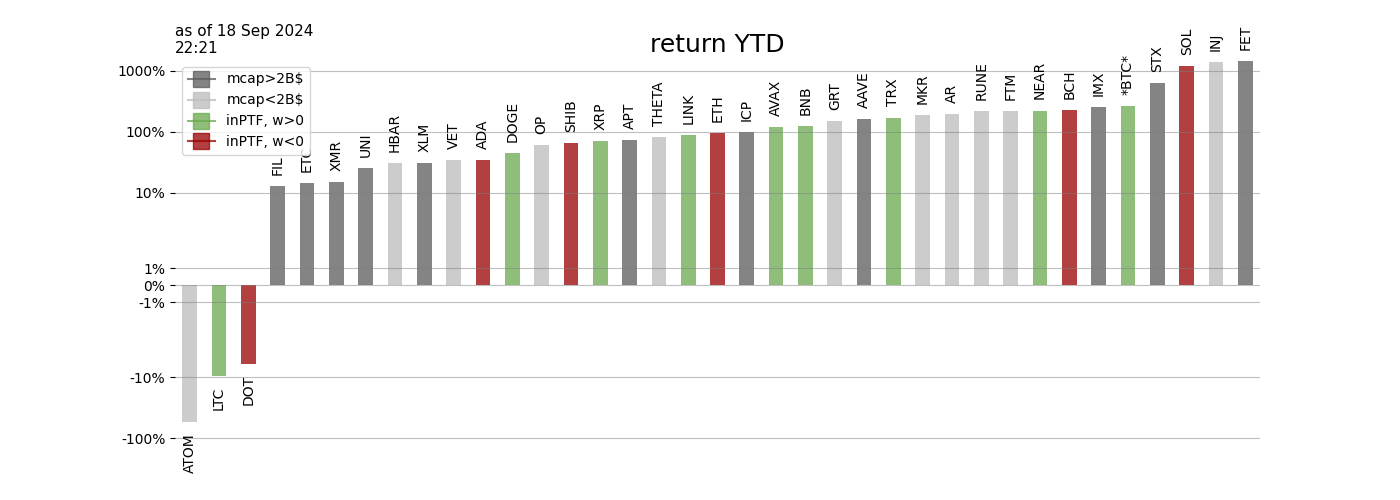 as of 18 Sep 2024
22:21
return YTD
mcap>2B$
mcap<2B$
inPTF, w>0
inPTF, w<0
1000%
100%
10%
1%
0%
-1%
-10%
-100%
ATOM
LTC
DOT
FIL
ETC
XMR
UNI
HBAR
XLM
VET
ADA
DOGE
OP
SHIB
XRP
APT
THETA
LINK
ETH
ICP
AVAX
BNB
GRT
AAVE
TRX
MKR
AR
RUNE
FTM
NEAR
BCH
IMX
*BTC*
STX
SOL
INJ
FET